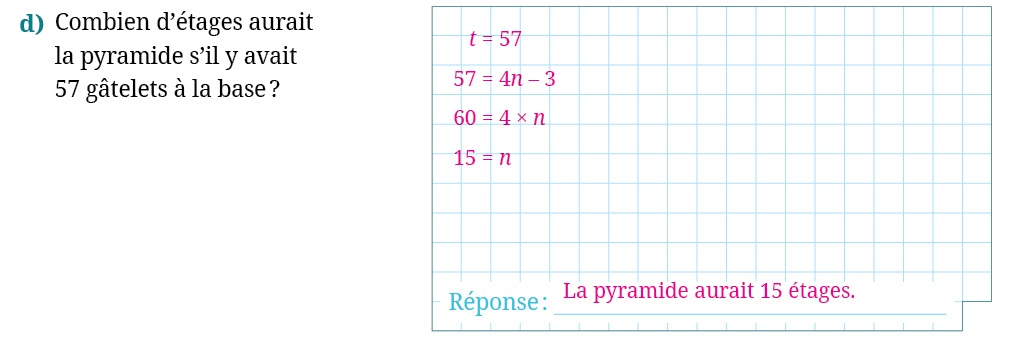 d) Combien d’étages aurait
la pyramide s’il y avait
57 gâtelets à la base ?
t = 57
57 = 4n – 3
60 = 4 × n
15 = n
Réponse : La pyramide aurait 15 étages.